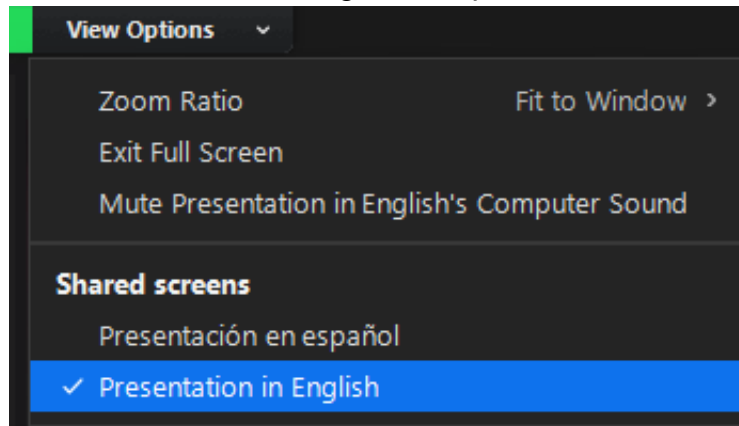 View Options
Zoom Ratio Fit to Window >
Exit Full Screen
Mute Presentation in English's Computer Sound
Shared screens
Presentación en español
✓ Presentation in English